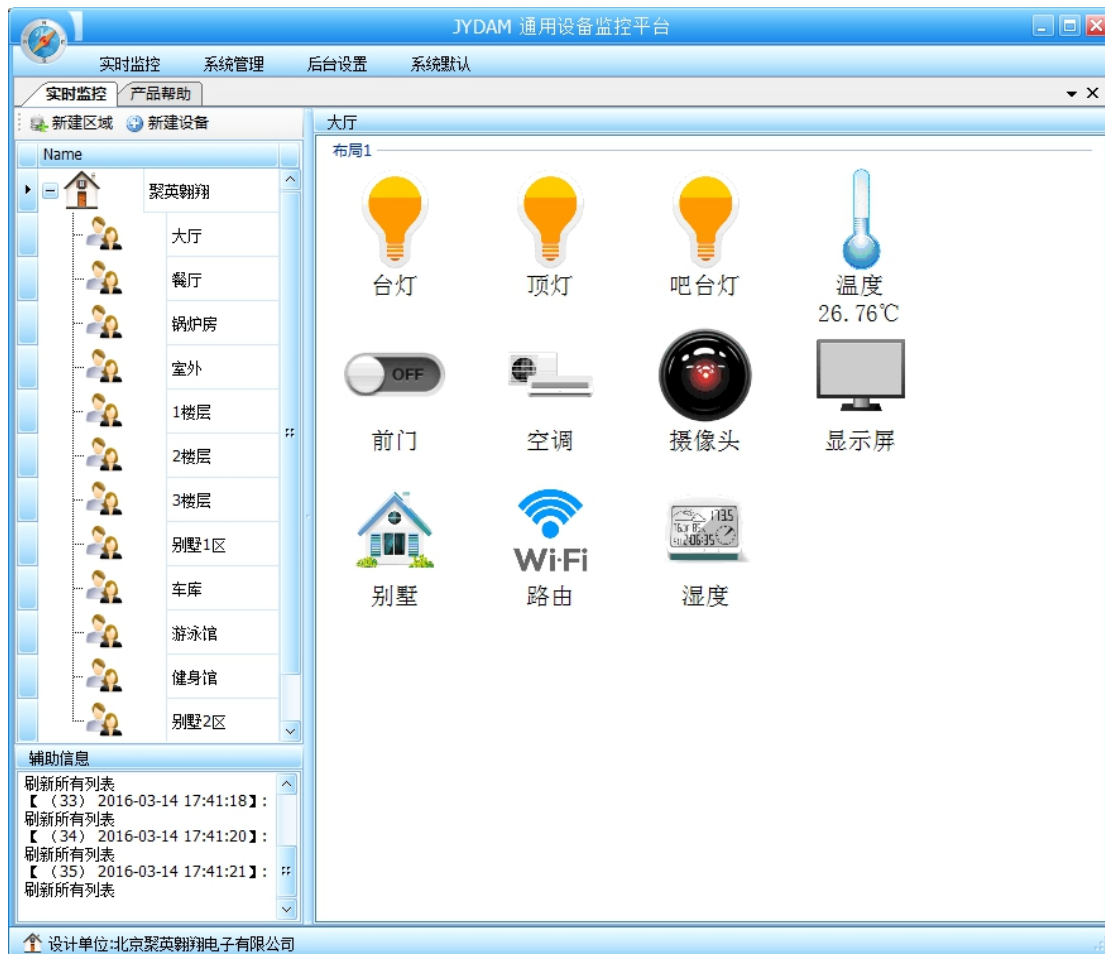 JYDAM 通用设备监控平台
实时监控 系统管理 后台设置 系统默认
实时监控 产品帮助
新建区域 新建设备
Name
聚英翱翔
大厅
餐厅
锅炉房
室外
1楼层
2楼层
3楼层
别墅1区
车库
游泳馆
健身馆
别墅2区
辅助信息
刷新所有列表
【 （33） 2016-03-14 17:41:18】:
刷新所有列表
【 （34） 2016-03-14 17:41:20】:
刷新所有列表
【 （35） 2016-03-14 17:41:21】:
刷新所有列表
大厅
布局1
台灯 顶灯 吧台灯 温度
26.76℃
OFF
前门 空调 摄像头 显示屏
Wi-Fi
别墅 路由 湿度
设计单位:北京聚英翱翔电子有限公司